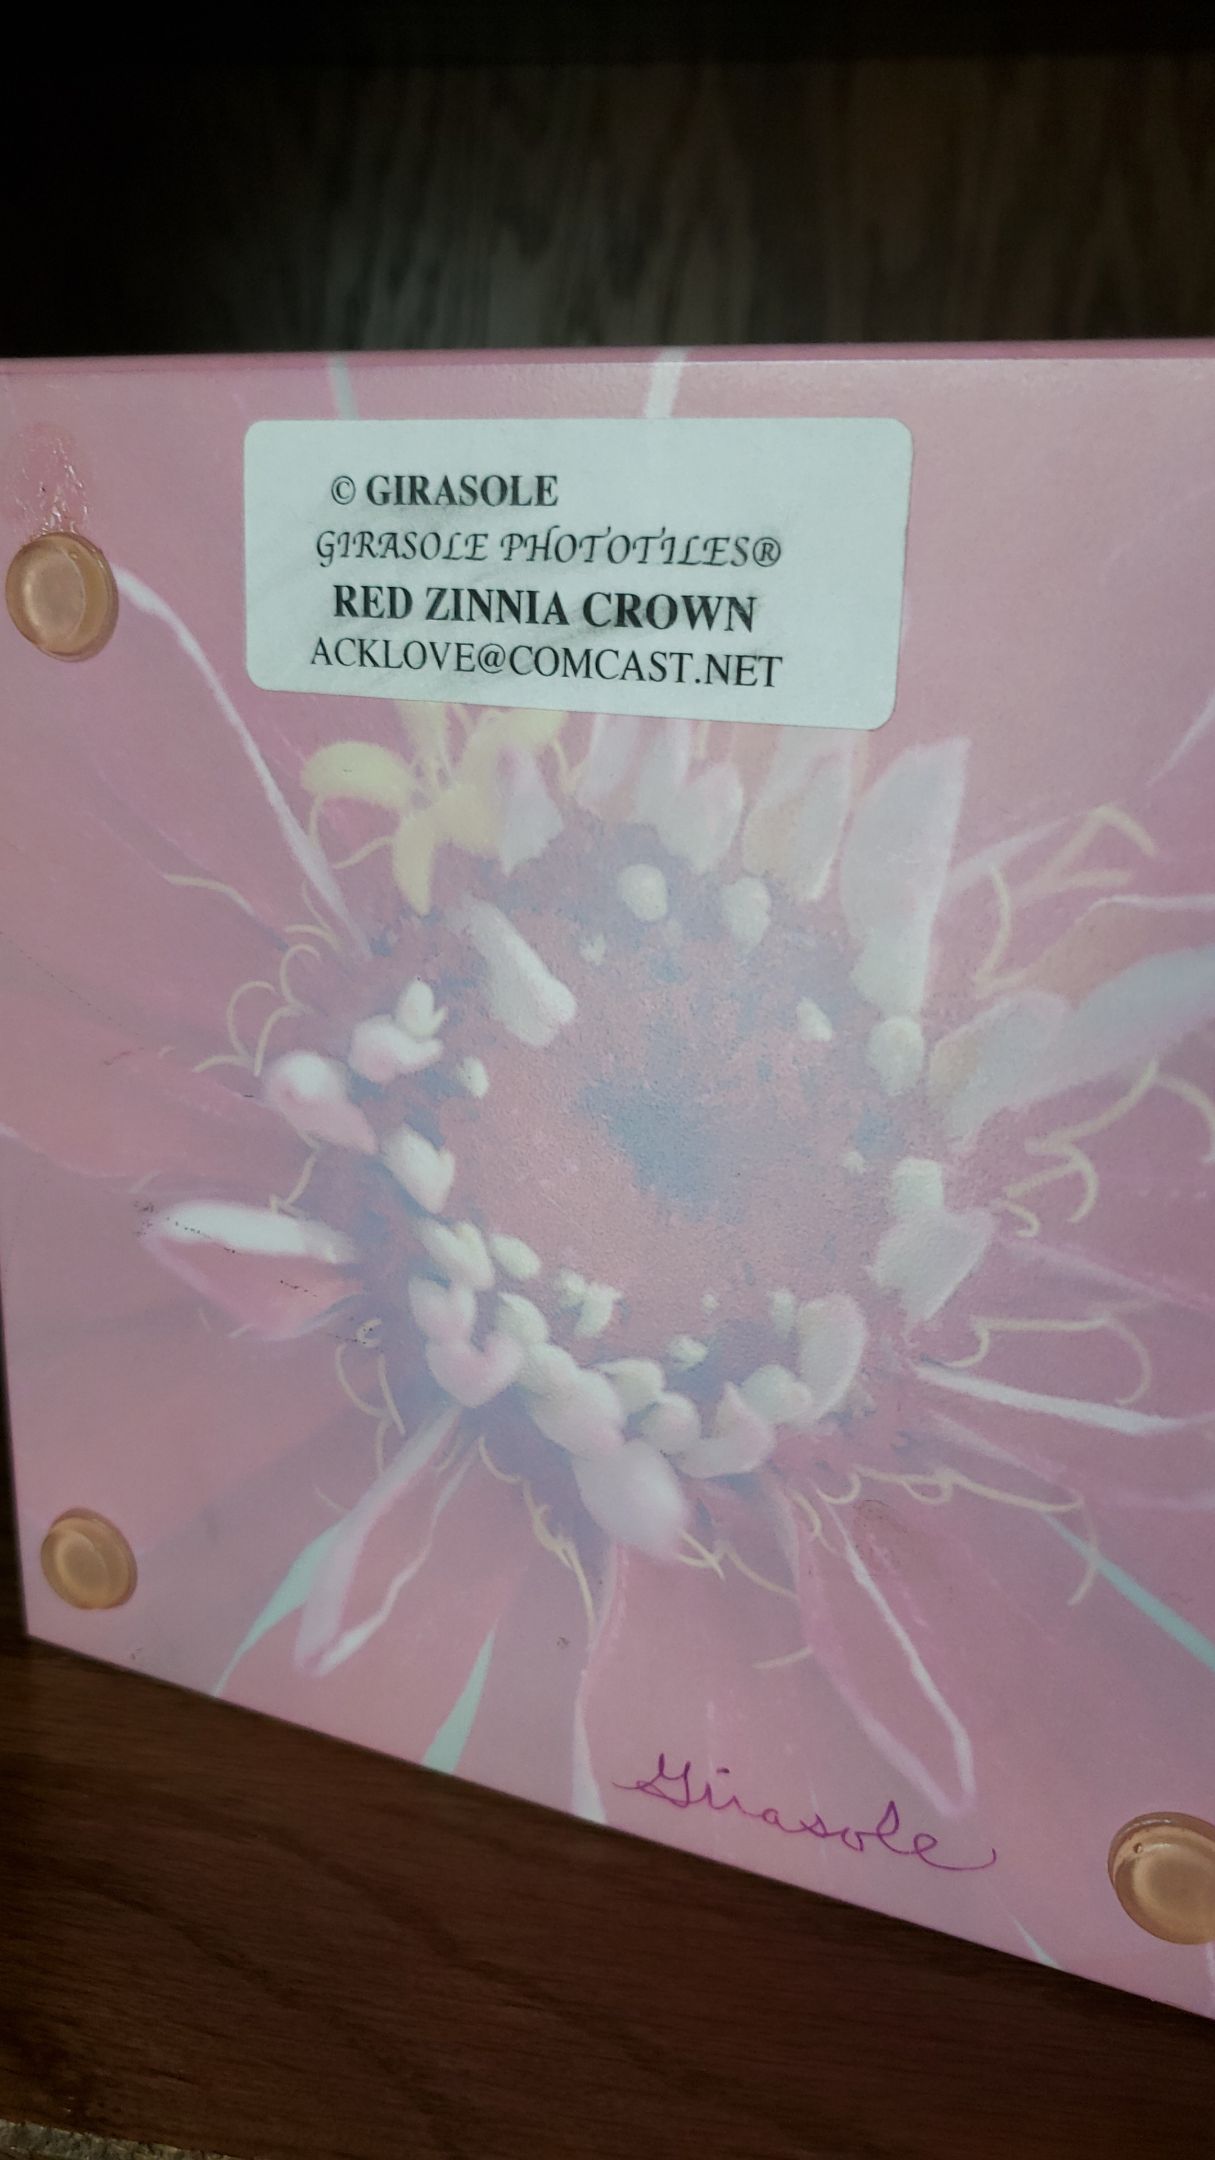 © GIRASOLE
GIRASOLE PHOTOTILES®
RED ZINNIA CROWN
ACKLOVE@COMCAST.NET
Girasole